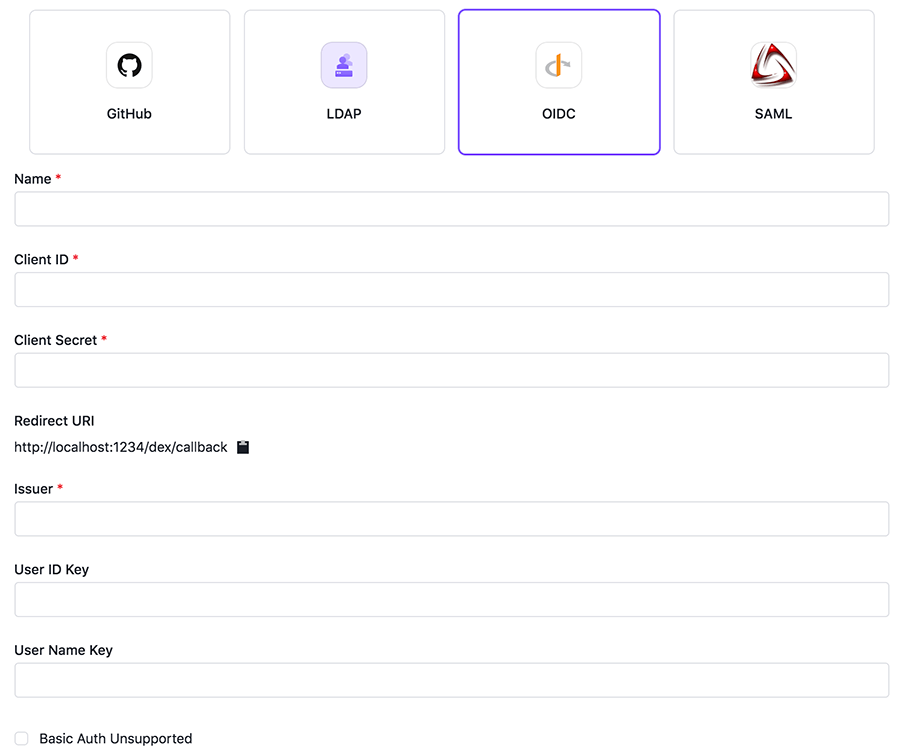 GitHub
LDAP
OIDC
SAML
Name *
Client ID *
Client Secret *
Redirect URI
http://localhost:1234/dex/callback
Issuer *
User ID Key
User Name Key
Basic Auth Unsupported